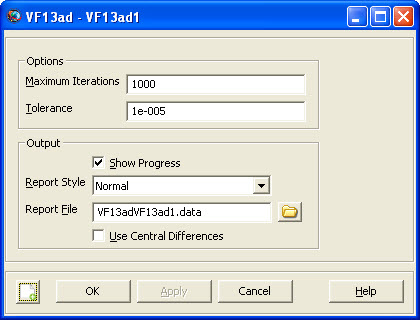 VF13ad - VF13ad1
Options
Maximum Iterations 1000
Tolerance 1e-005
Output
Show Progress
Report Style Normal
Report File VF13adVF13ad1.data
Use Central Differences
OK Apply Cancel Help